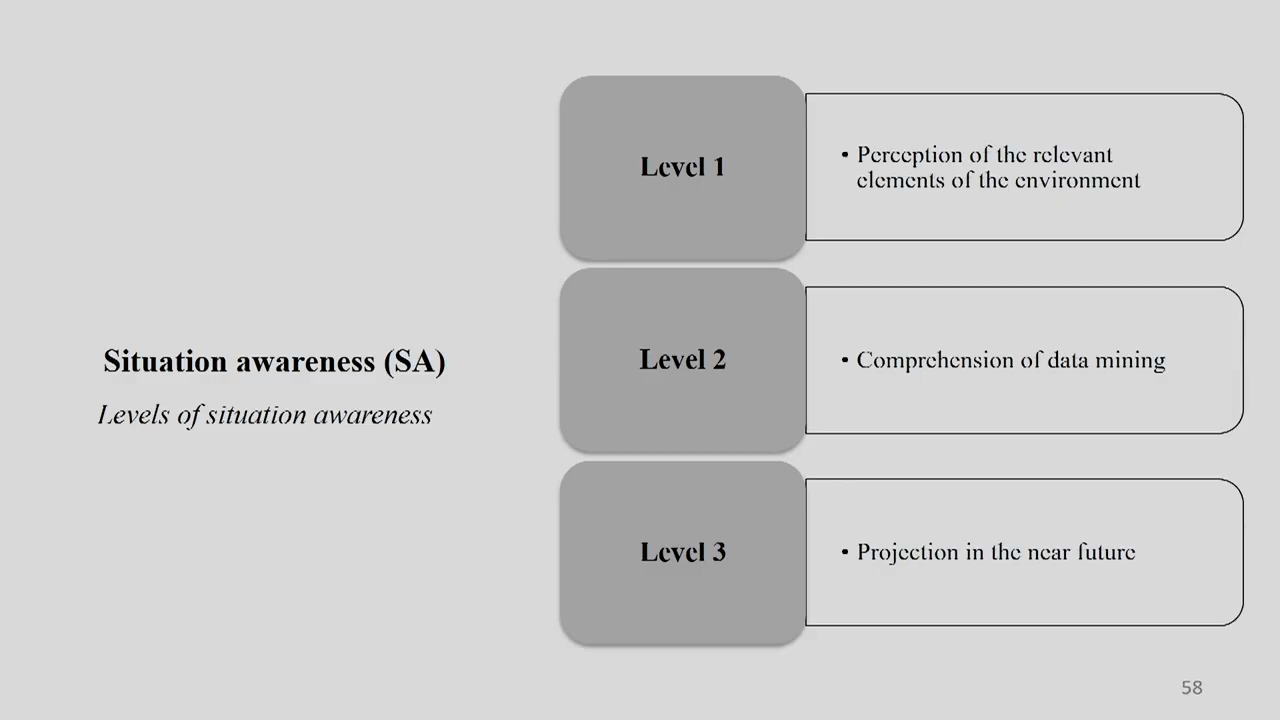 Situation awareness (SA)
Levels of situation awareness
Level 1
• Perception of the relevant
elements of the environment
Level 2
• Comprehension of data mining
Level 3
• Projection in the near future
58